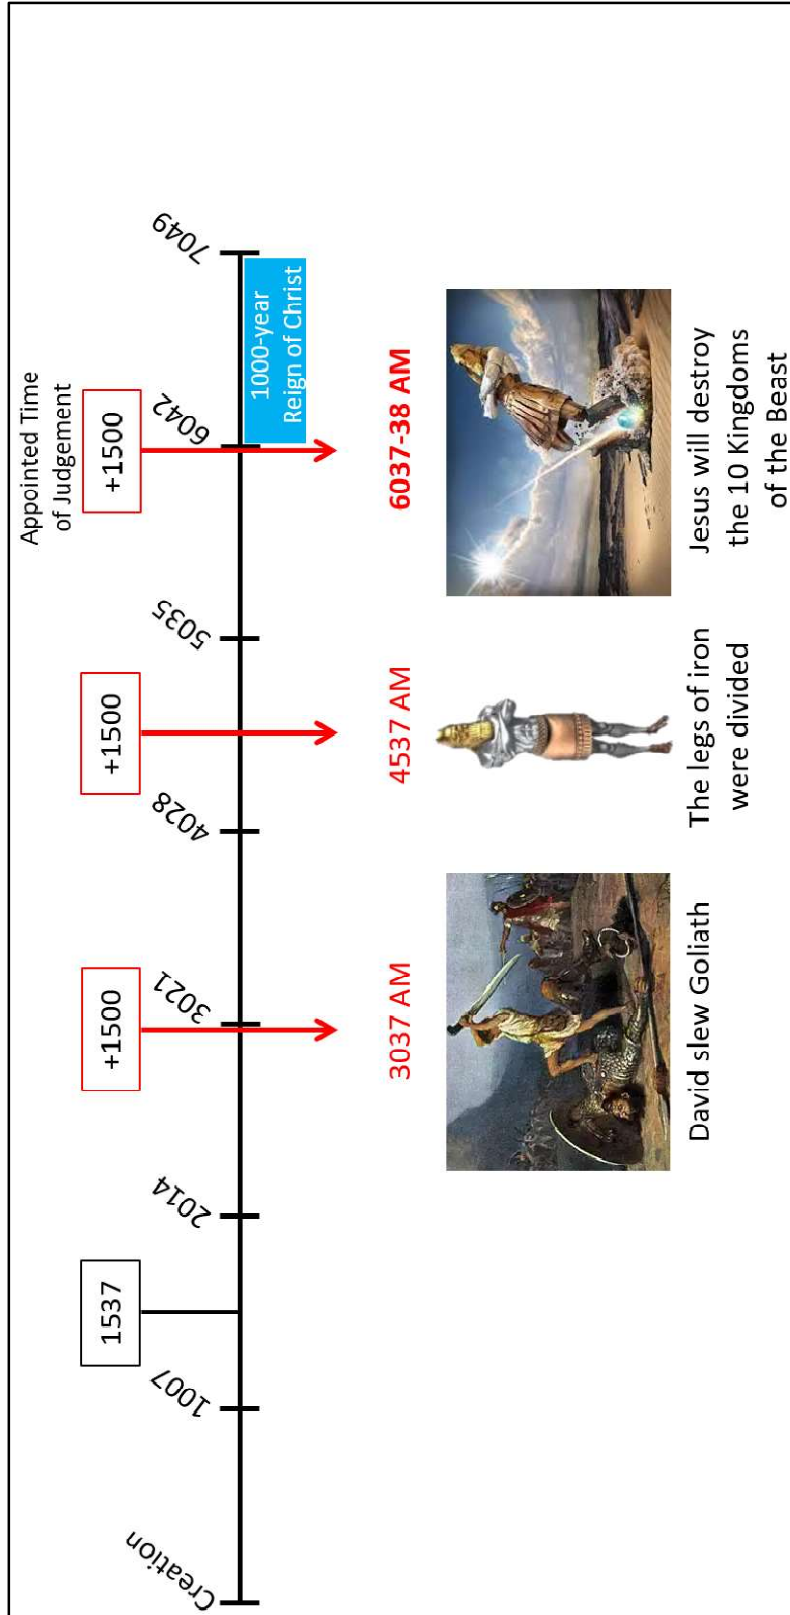 Appointed Time
of Judgement
1537
+1500
+1500
+1500
Creation
1007
2014
3021
4028
5035
6042
7049
1000-year
Reign of Christ
3037 AM
4537 AM
6037-38 AM
David slew Goliath
The legs of iron
were divided
Jesus will destroy
the 10 Kingdoms
of the Beast